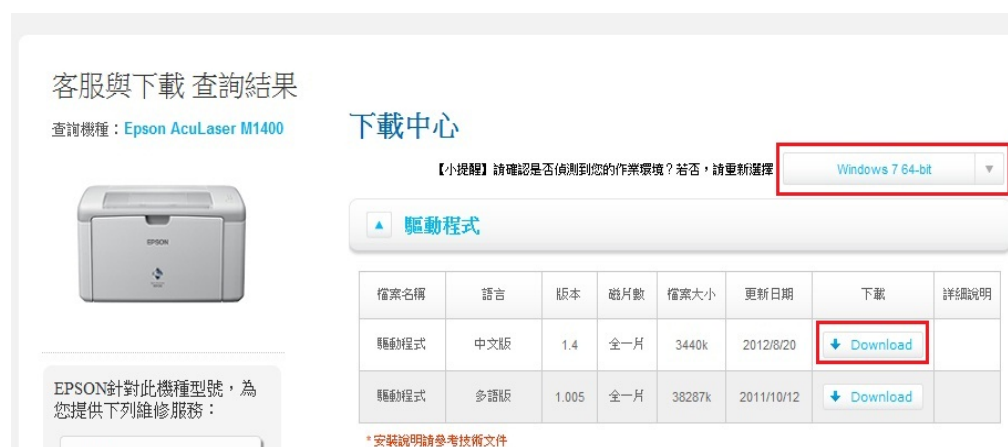 客服與下載 查詢結果
查詢機種：Epson AcuLaser M1400
EPSON
EPSON針對此機種型號，為
您提供下列維修服務：
下載中心
【小提醒】請確認是否偵測到您的作業環境？若否，請重新選擇
Windows 7 64-bit
驅動程式
檔案名稱 語言 版本 磁片數 檔案大小 更新日期 下載 詳細說明
驅動程式 中文版 1.4 全一片 3440k 2012/8/20 Download
驅動程式 多語版 1.005 全一片 38287k 2011/10/12 Download
*安裝說明請參考技術文件